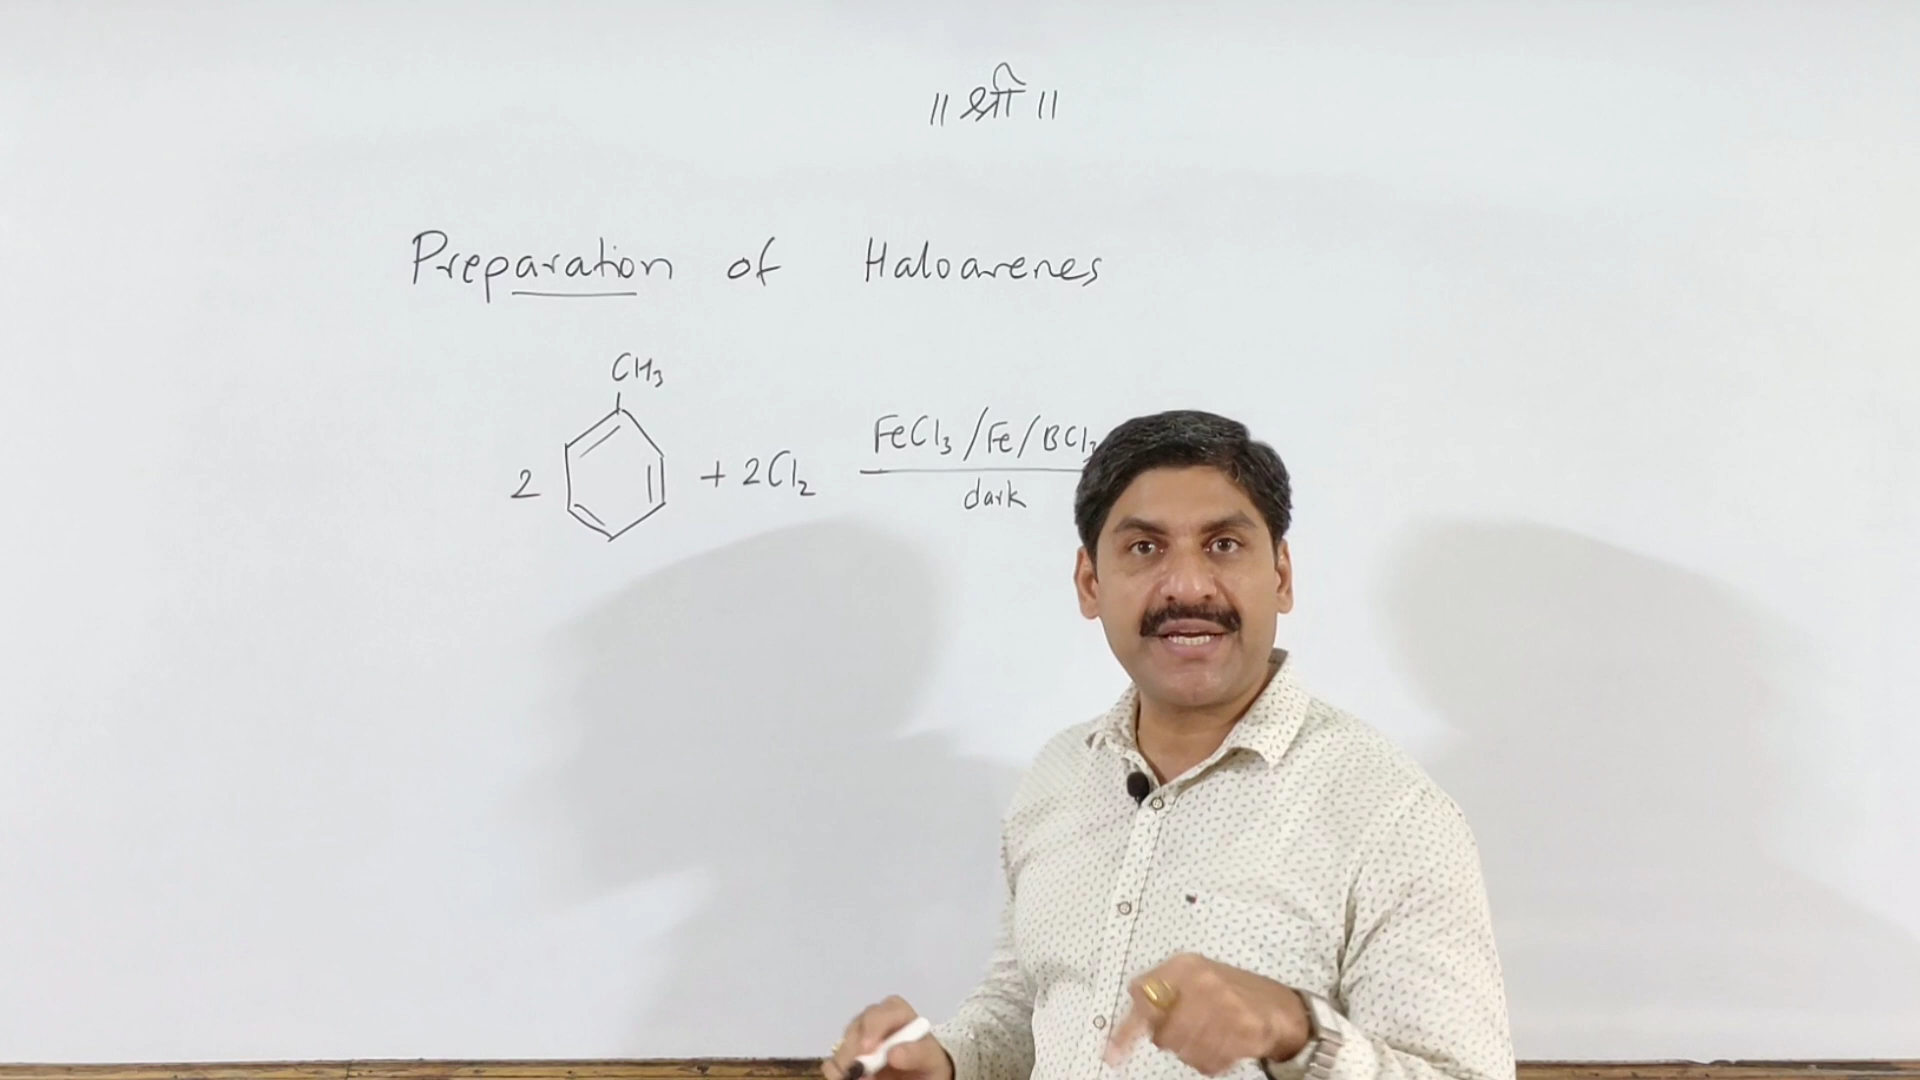 ॥ श्री ॥
Preparation of Haloarenes
CH₃
2 + 2Cl₂ FeCl₃/Fe/BCl₃
dark